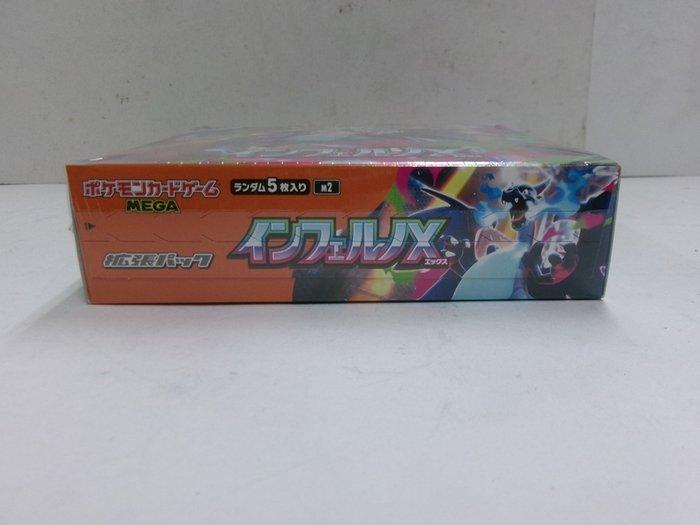 ポケモンカードゲーム
MEGA
ランダム5枚入り
M2
拡張パック
インフェルノX
エックス